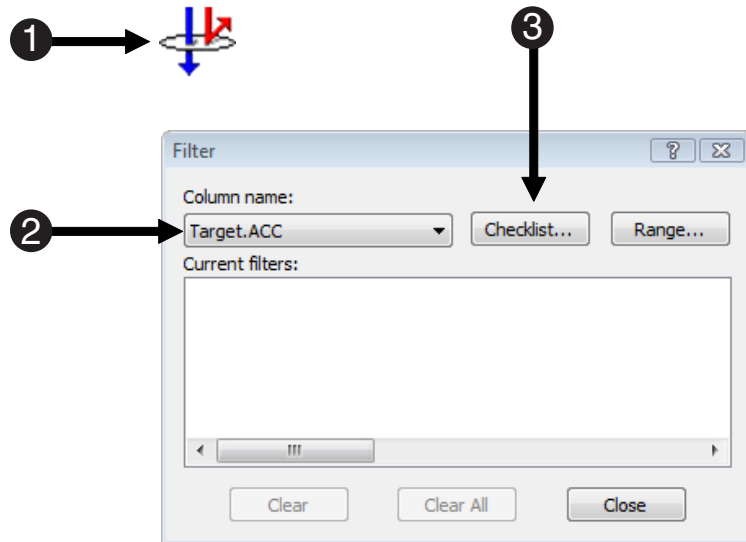 1
3
Filter
Column name:
2
Target.ACC
Checklist...
Range...
Current filters:
Clear
Clear All
Close